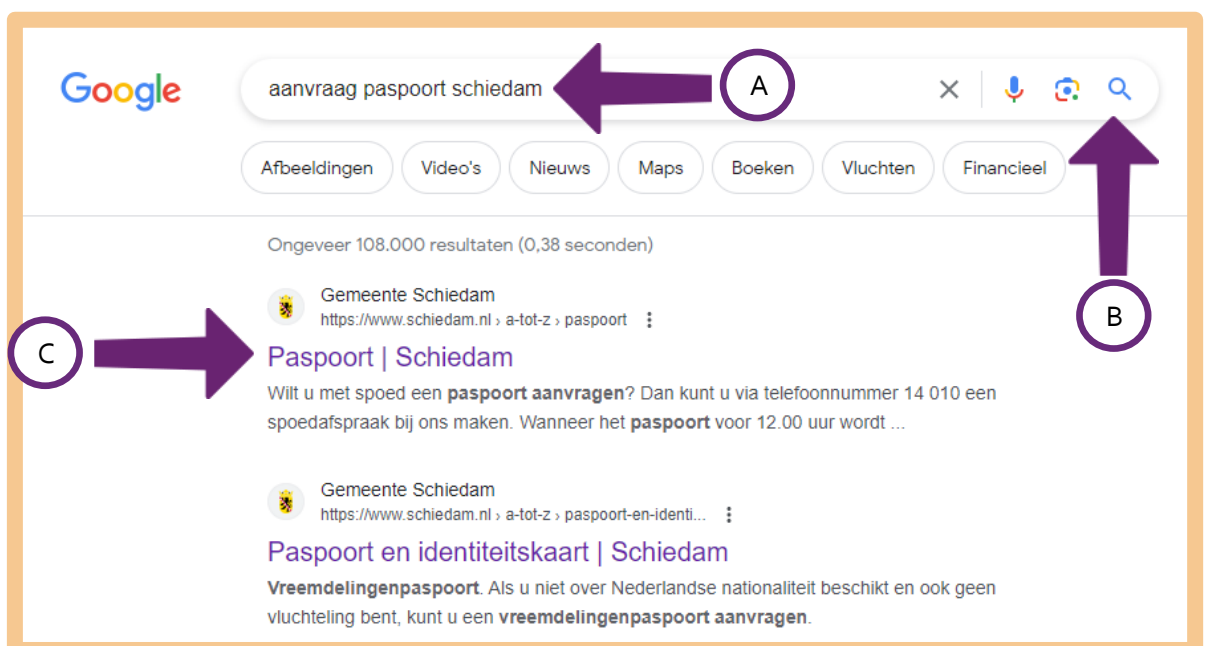 Google
aanvraag paspoort schiedam
A
Afbeeldingen Video's Nieuws Maps Boeken Vluchten Financieel
Ongeveer 108.000 resultaten (0,38 seconden)
Gemeente Schiedam
https://www.schiedam.nl › a-tot-z › paspoort
B
C
Paspoort | Schiedam
Wilt u met spoed een paspoort aanvragen? Dan kunt u via telefoonnummer 14 010 een
spoedafspraak bij ons maken. Wanneer het paspoort voor 12.00 uur wordt ...
Gemeente Schiedam
https://www.schiedam.nl › a-tot-z › paspoort-en-identi...
Paspoort en identiteitskaart | Schiedam
Vreemdelingenpaspoort. Als u niet over Nederlandse nationaliteit beschikt en ook geen
vluchteling bent, kunt u een vreemdelingenpaspoort aanvragen.